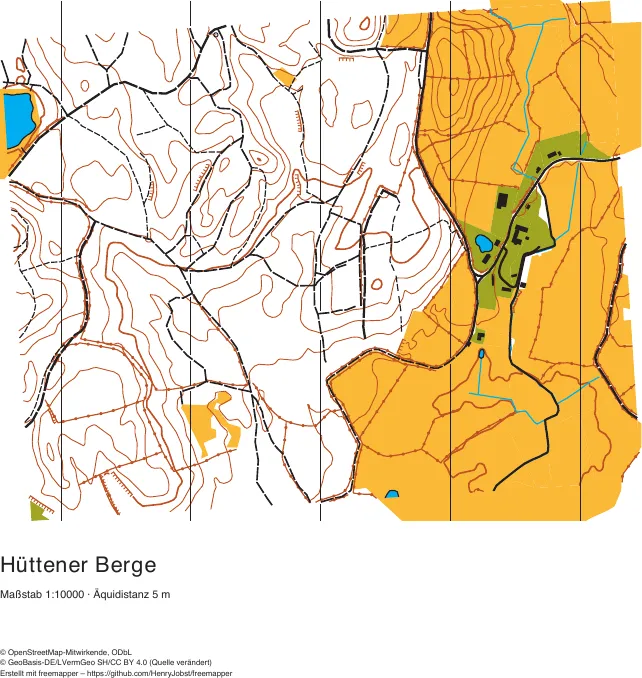 Hüttener Berge
Maßstab 1:10000 · Äquidistanz 5 m
© OpenStreetMap-Mitwirkende, ODbL
© GeoBasis-DE/LVermGeo SH/CC BY 4.0 (Quelle verändert)
Erstellt mit freemapper – https://github.com/HenryJobst/freemapper